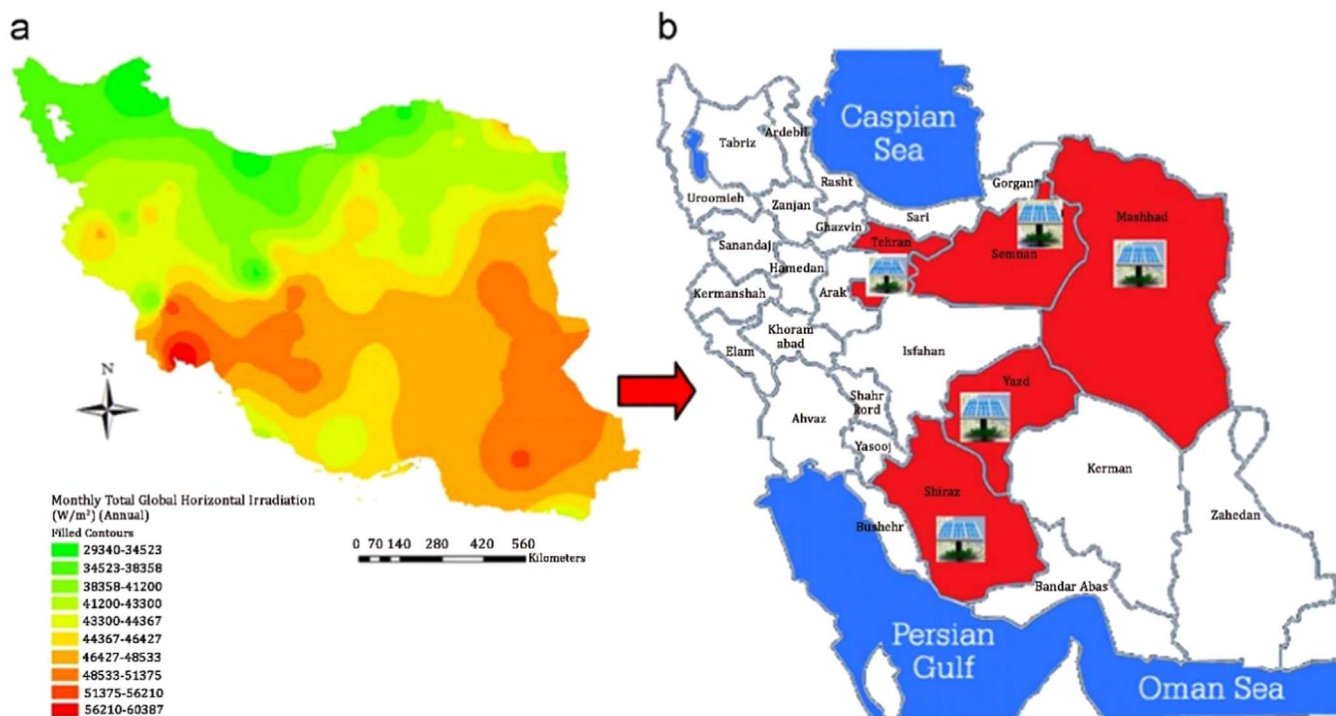 a
N
Monthly Total Global Horizontal Irradiation
(W/m²) (Annual)
Filled Contours
29340-34523
34523-38358
38358-41200
41200-43300
43300-44367
44367-46427
46427-48533
48533-51375
51375-56210
56210-60387
0 70 140 280 420 560
Kilometers
b
Caspian
Sea
Tabriz
Ardebil
Rasht
Gorgan
Mashhad
Uroomieh
Zanjan
Sari
Ghazvin
Tehran
Semnan
Sanandaj
Hamedan
Kermanshah
Arak
Khoram
abad
Isfahan
Elam
Yazd
Shahr
kord
Ahvaz
Yasooj
Kerman
Shiraz
Bushehr
Zahedan
Bandar Abas
Persian
Gulf
Oman Sea